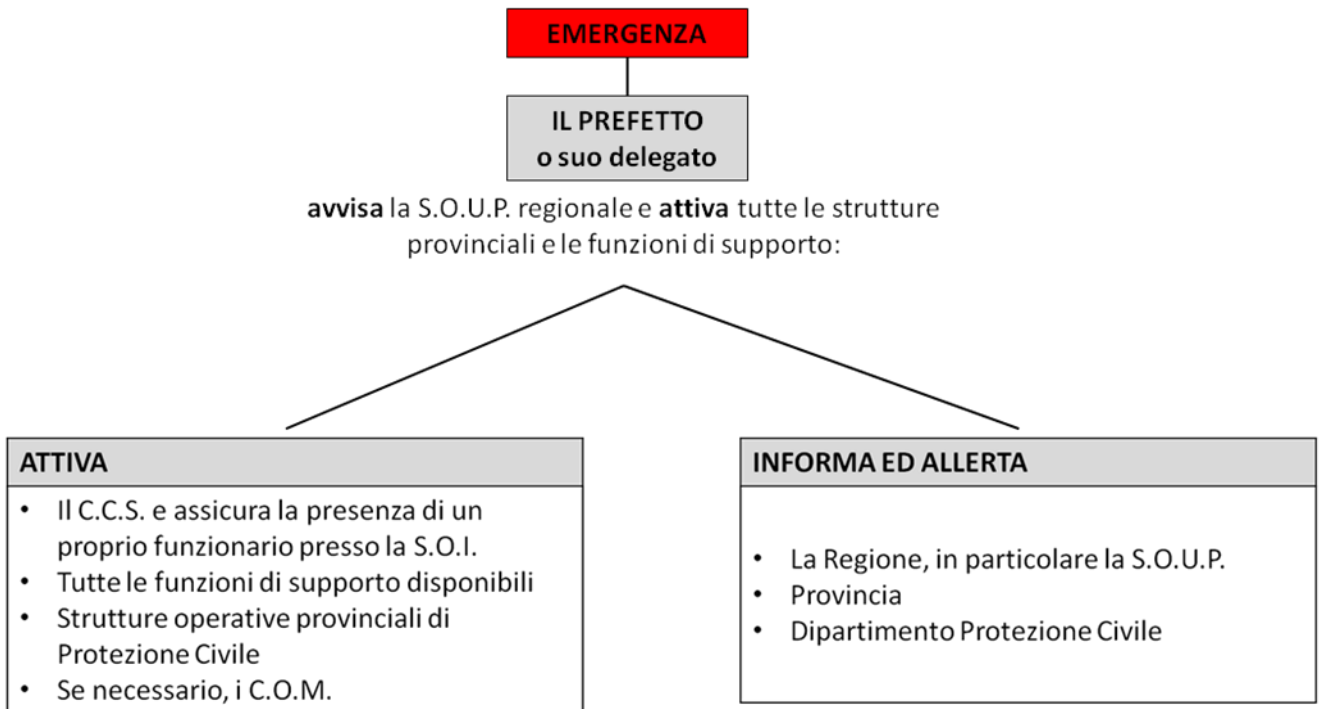 EMERGENZA
IL PREFETTO
o suo delegato
avvisa la S.O.U.P. regionale e attiva tutte le strutture
provinciali e le funzioni di supporto:
ATTIVA
• Il C.C.S. e assicura la presenza di un
proprio funzionario presso la S.O.I.
• Tutte le funzioni di supporto disponibili
• Strutture operative provinciali di
Protezione Civile
• Se necessario, i C.O.M.
INFORMA ED ALLERTA
• La Regione, in particolare la S.O.U.P.
• Provincia
• Dipartimento Protezione Civile